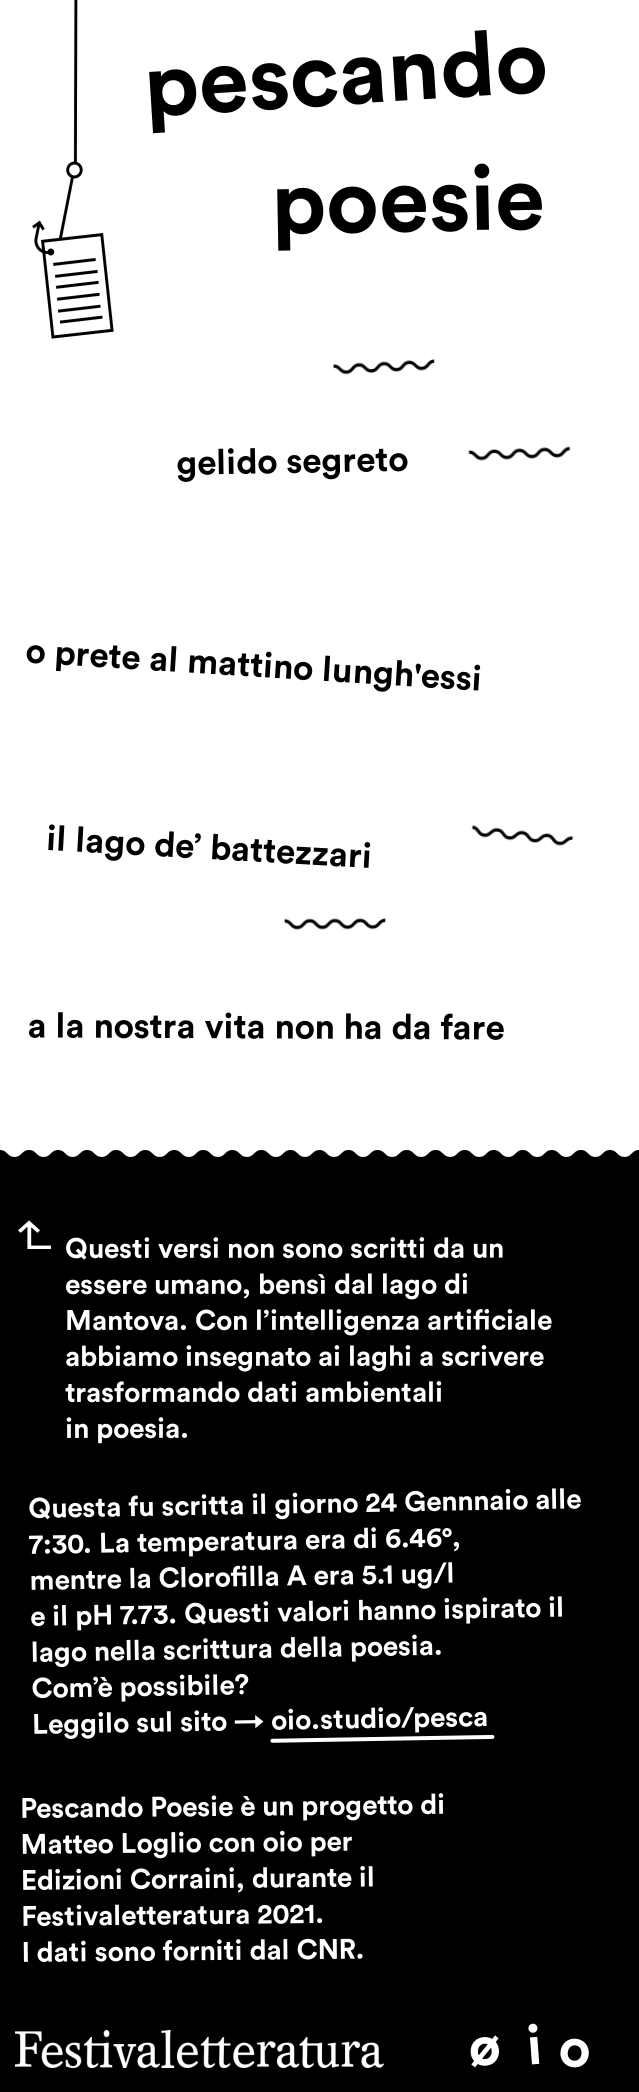 pescando
poesie
gelido segreto
o prete al mattino lungh'essi
il lago de’ battezzari
a la nostra vita non ha da fare
Questi versi non sono scritti da un
essere umano, bensì dal lago di
Mantova. Con l’intelligenza artificiale
abbiamo insegnato ai laghi a scrivere
trasformando dati ambientali
in poesia.
Questa fu scritta il giorno 24 Gennnaio alle
7:30. La temperatura era di 6.46°,
mentre la Clorofilla A era 5.1 ug/l
e il pH 7.73. Questi valori hanno ispirato il
lago nella scrittura della poesia.
Com’è possibile?
Leggilo sul sito → oio.studio/pesca
Pescando Poesie è un progetto di
Matteo Loglio con oio per
Edizioni Corraini, durante il
Festivaletteratura 2021.
I dati sono forniti dal CNR.
Festivaletteratura ø i o